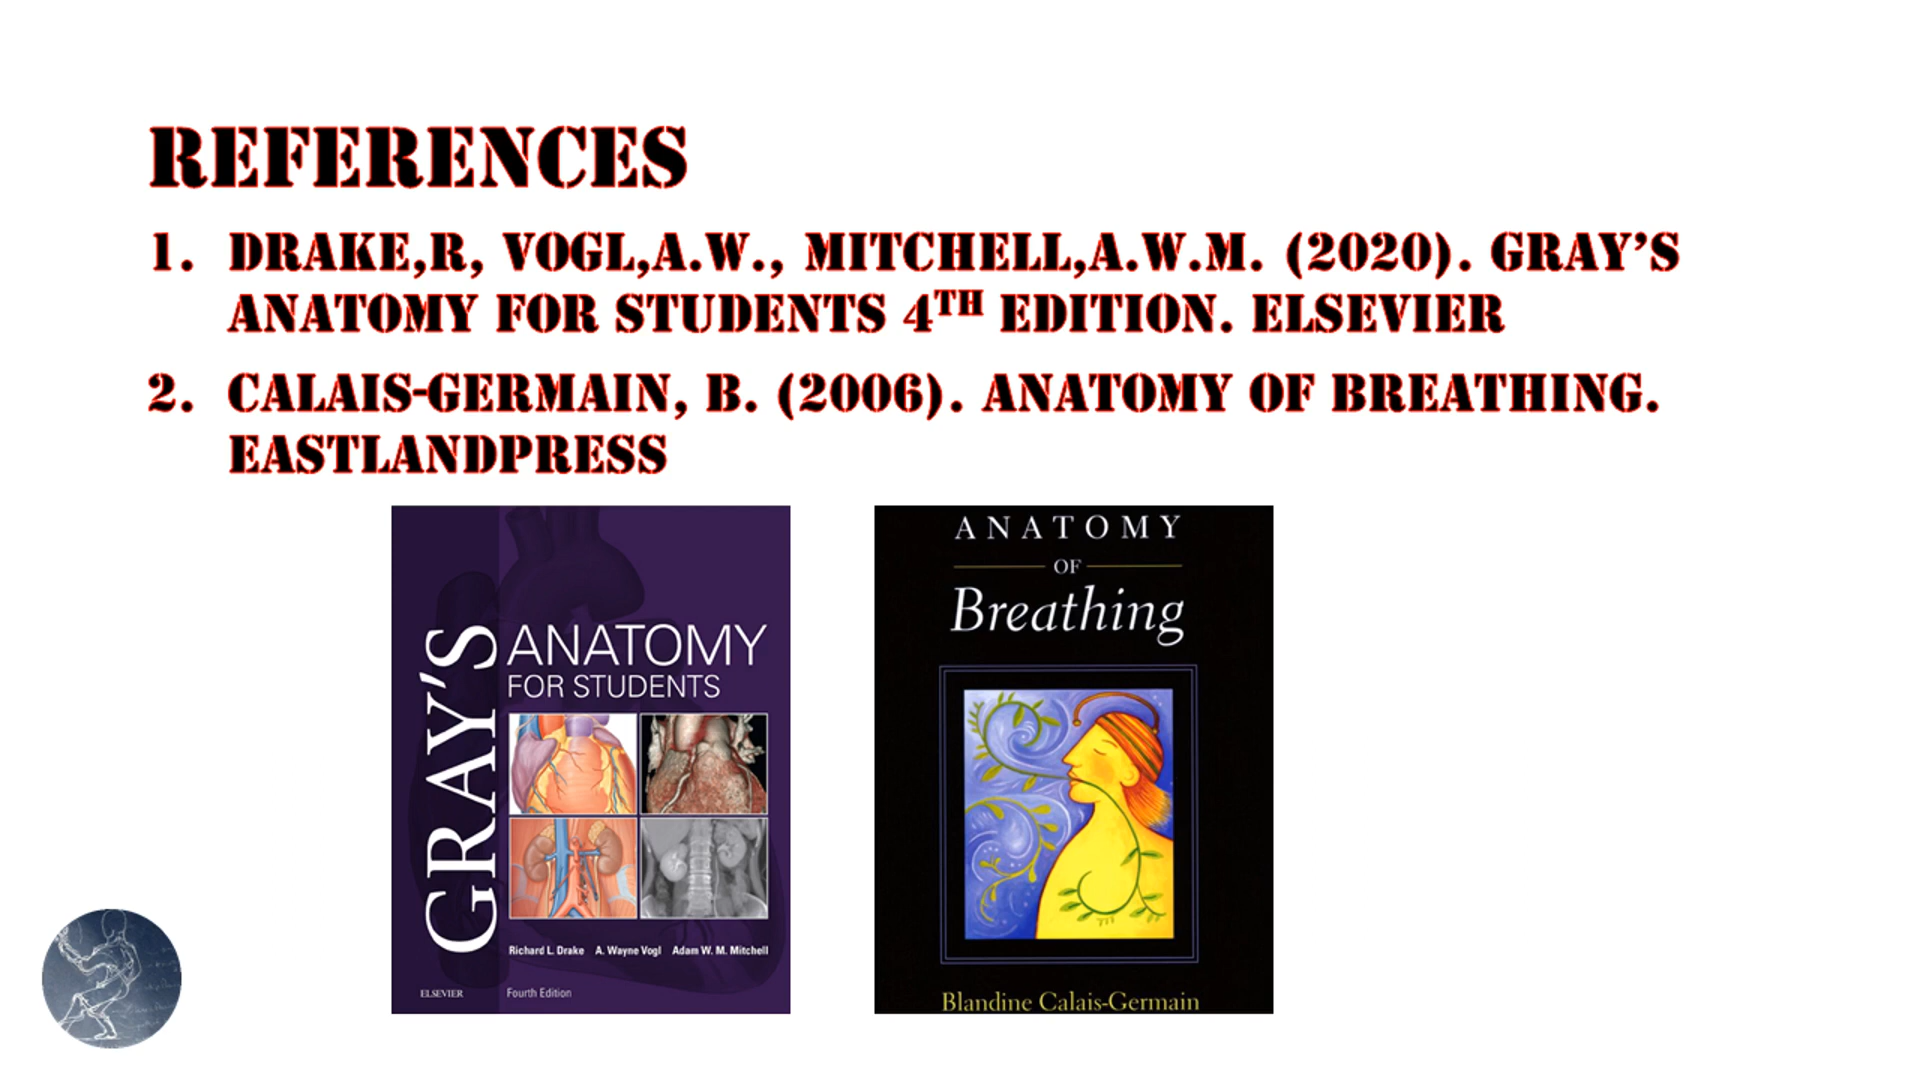 REFERENCES
1. DRAKE,R, VOGL,A.W., MITCHELL,A.W.M. (2020). GRAY’S
ANATOMY FOR STUDENTS 4TH EDITION. ELSEVIER
2. CALAIS-GERMAIN, B. (2006). ANATOMY OF BREATHING.
EASTLANDPRESS
GRAY'S
ANATOMY
FOR STUDENTS
Richard L. Drake A. Wayne Vogl Adam W. M. Mitchell
ELSEVIER
Fourth Edition
ANATOMY
OF
Breathing
Blandine Calais-Germain